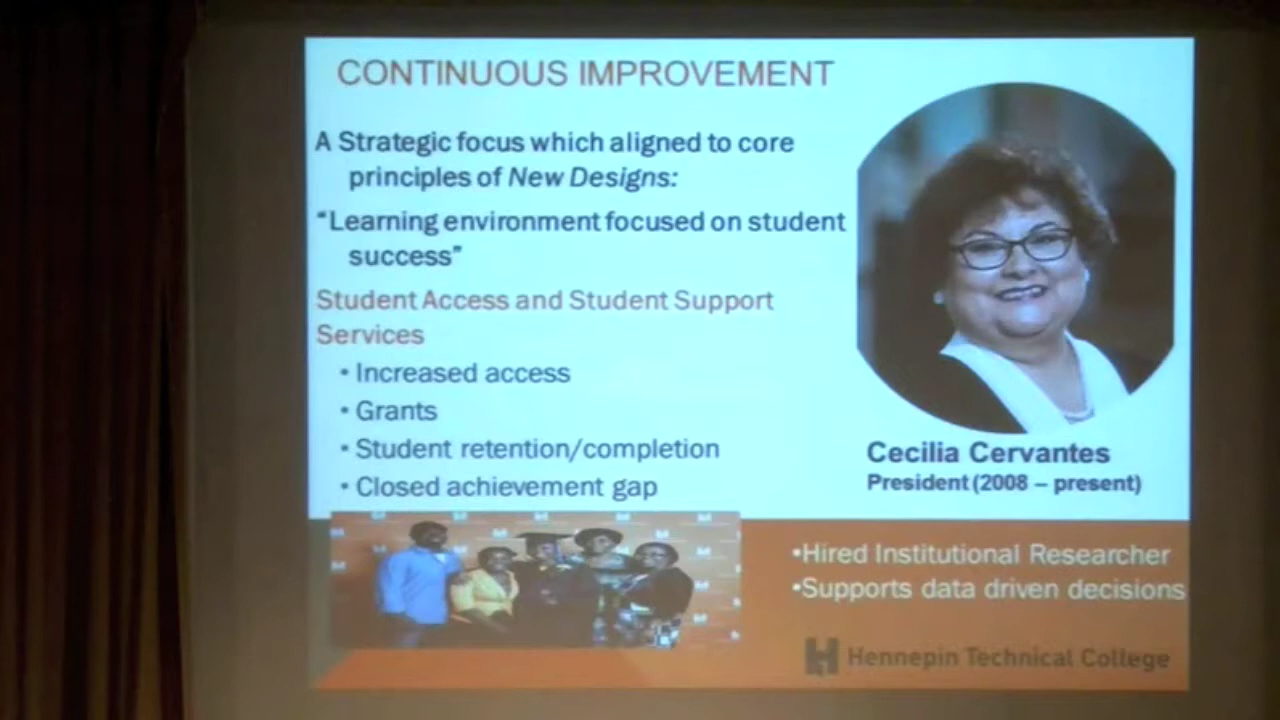 CONTINUOUS IMPROVEMENT
A Strategic focus which aligned to core
principles of New Designs:
“Learning environment focused on student
success”
Student Access and Student Support
Services
• Increased access
• Grants
• Student retention/completion
• Closed achievement gap
Cecilia Cervantes
President (2008 – present)
•Hired Institutional Researcher
•Supports data driven decisions
Hennepin Technical College